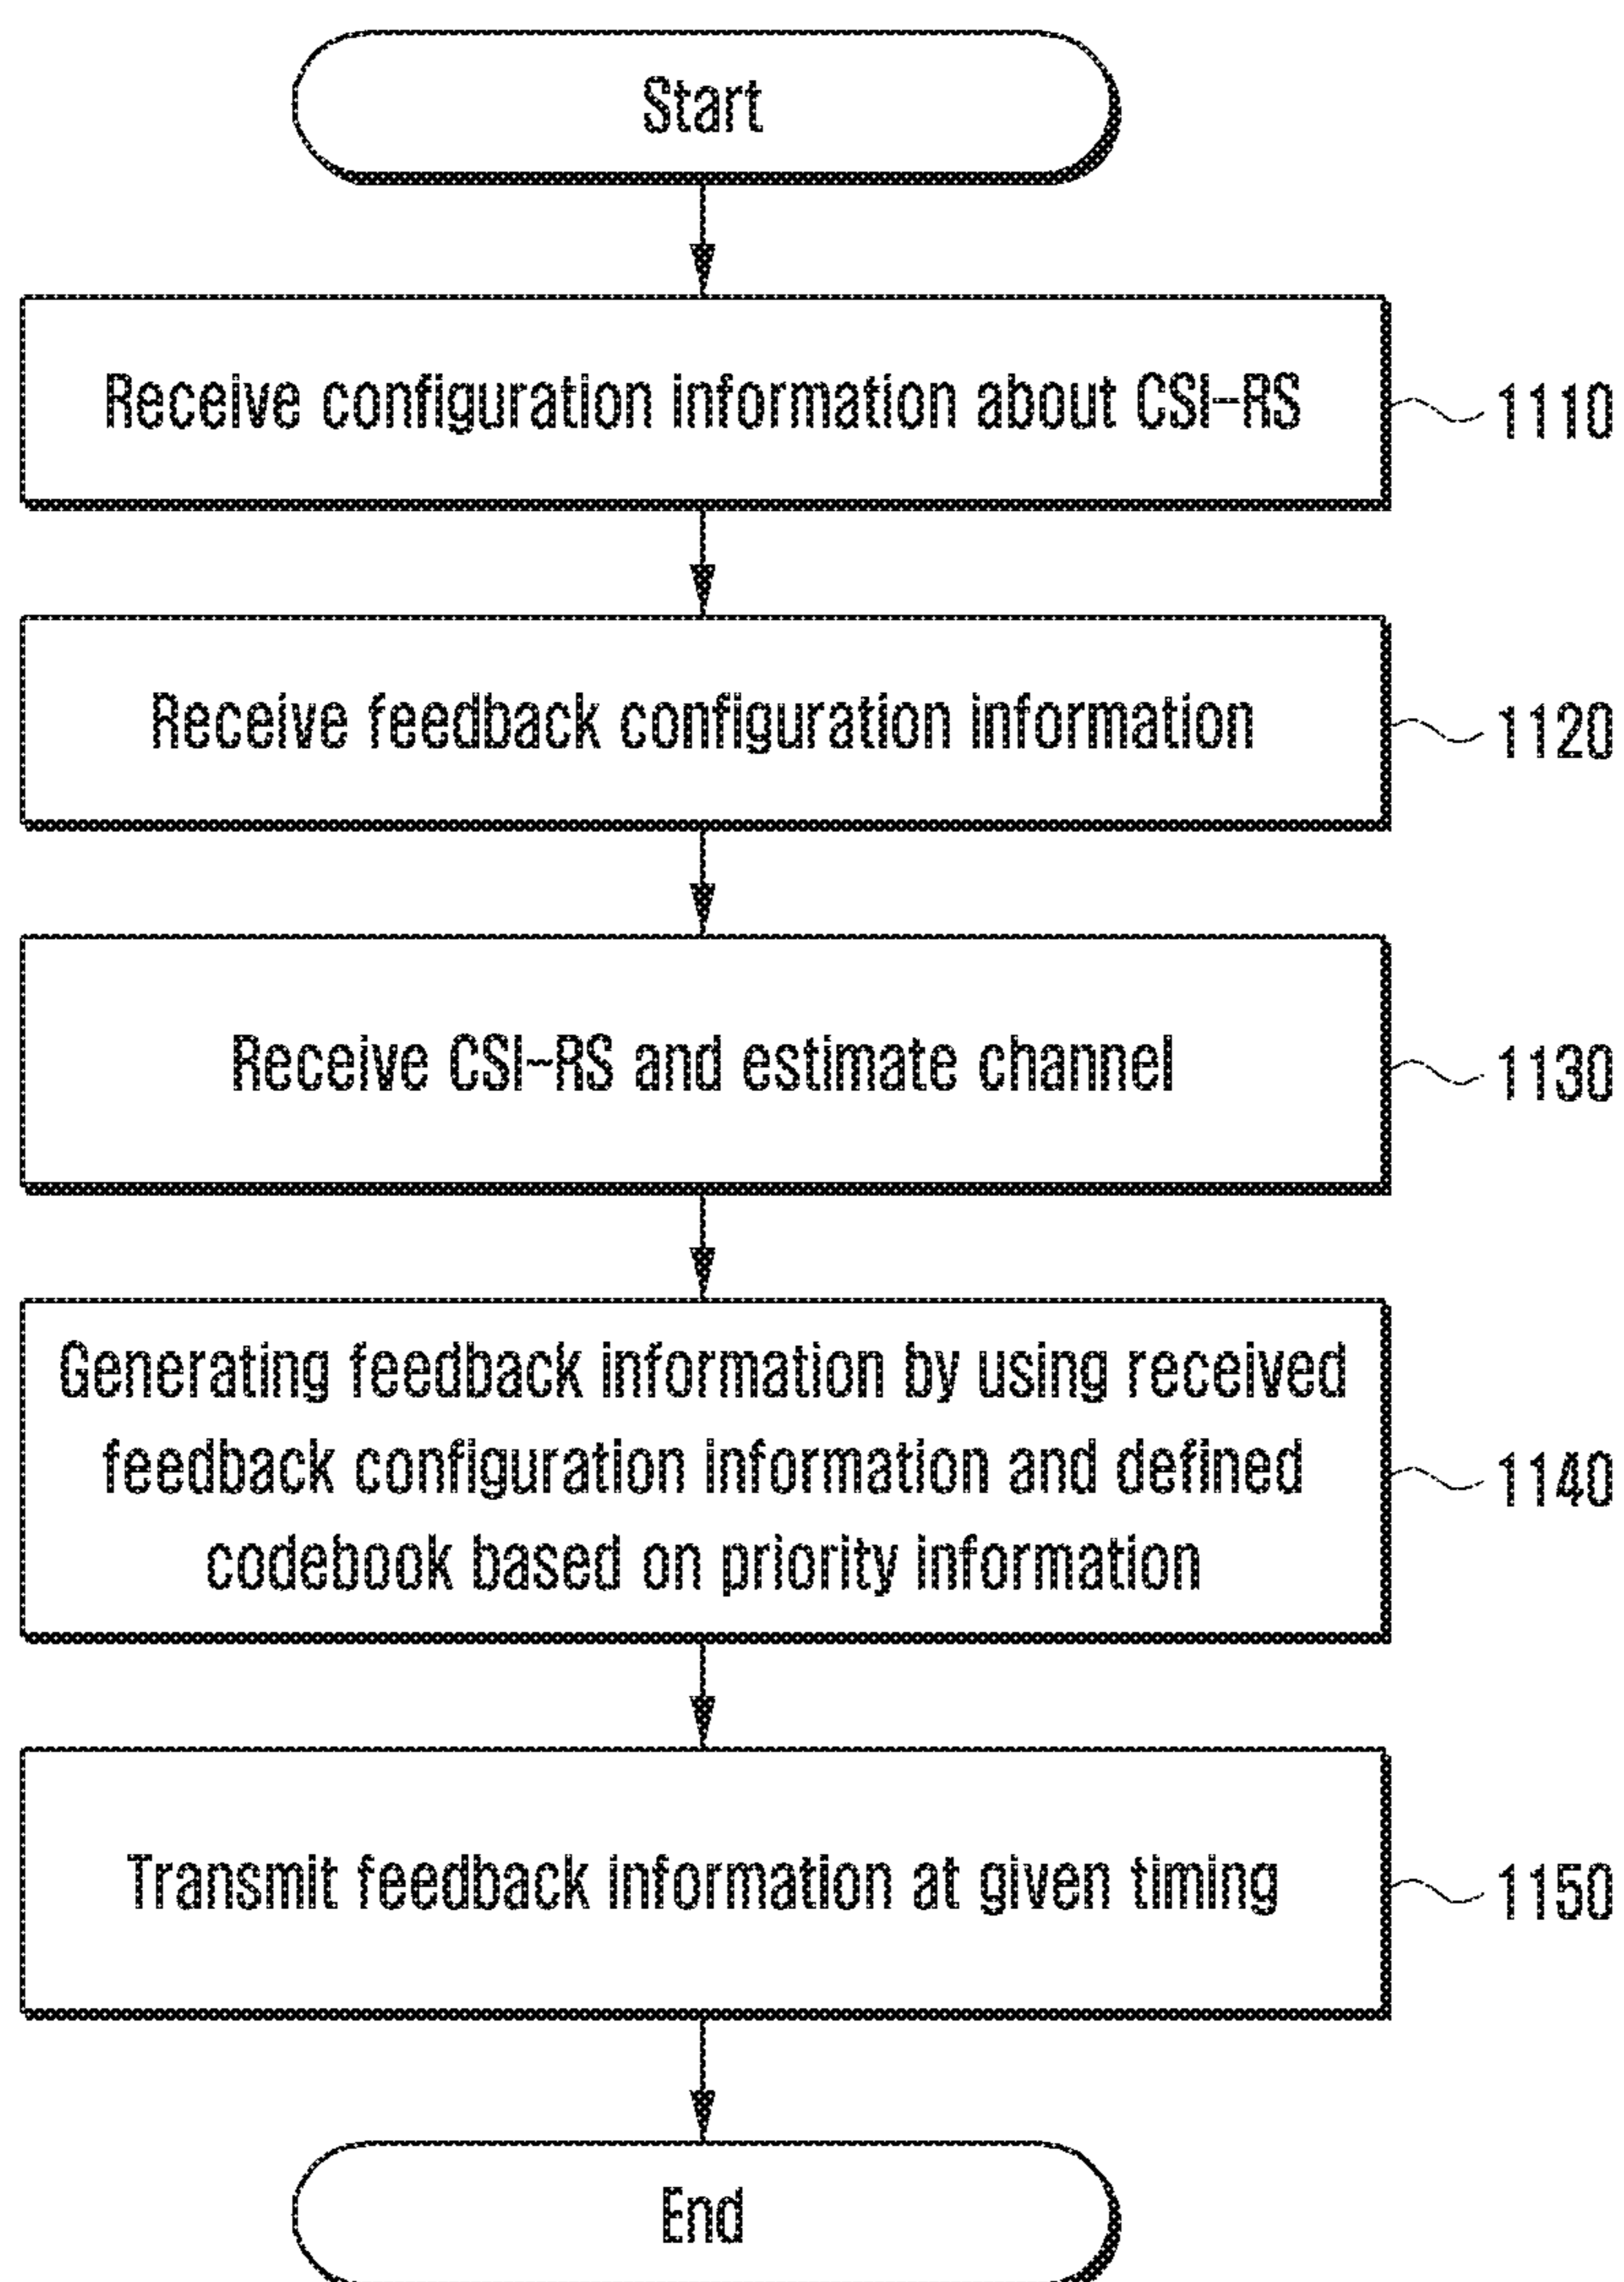 Start
Receive configuration information about CSI-RS
1110
Receive feedback configuration information
1120
Receive CSI-RS and estimate channel
1130
Generating feedback information by using received
feedback configuration information and defined
codebook based on priority information
1140
Transmit feedback information at given timing
1150
End